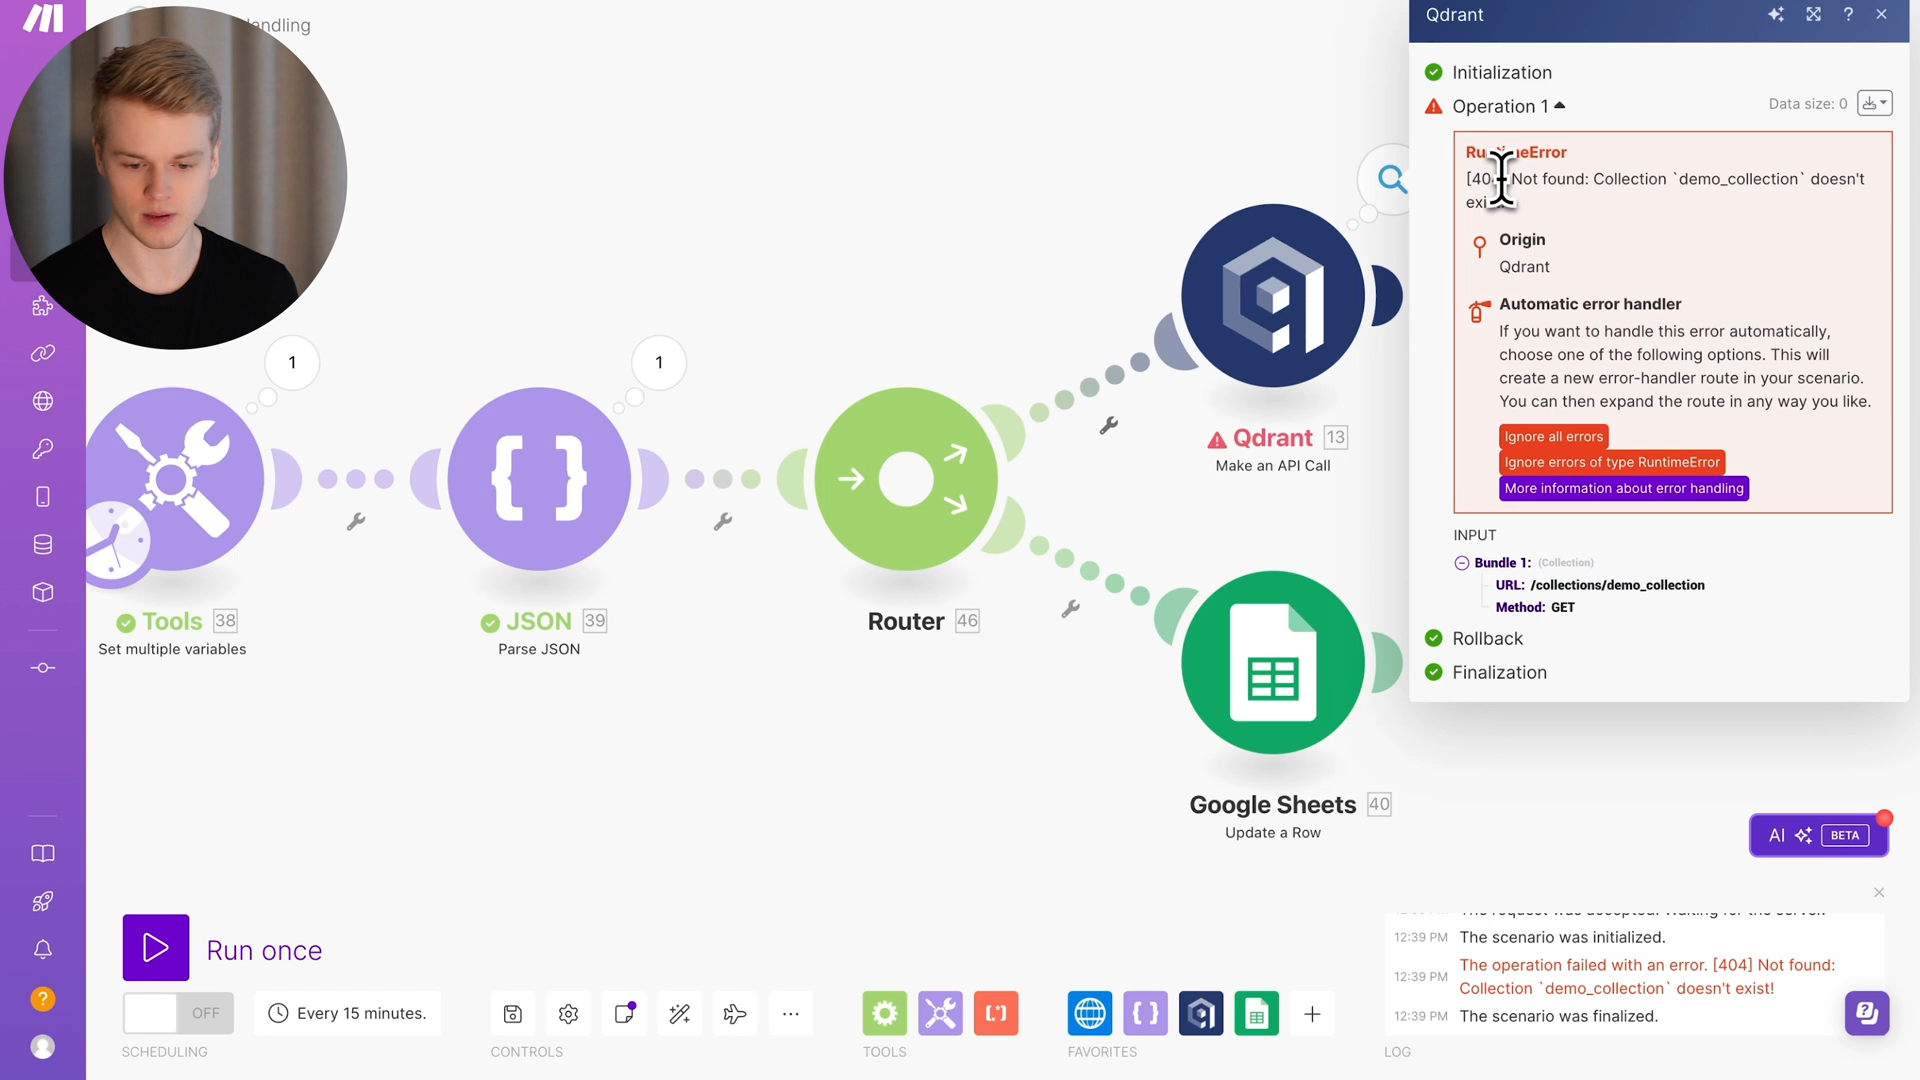 andling
Qdrant
?
Initialization
Operation 1
Data size: 0
RuntimeError
[404] Not found: Collection `demo_collection` doesn't
Origin
Qdrant
Automatic error handler
If you want to handle this error automatically,
choose one of the following options. This will
create a new error-handler route in your scenario.
You can then expand the route in any way you like.
Ignore all errors
Ignore errors of type RuntimeError
More information about error handling
INPUT
Bundle 1: (Collection)
URL: /collections/demo_collection
Method: GET
Rollback
Finalization
1
1
Tools 38
Set multiple variables
JSON 39
Parse JSON
Router 46
Qdrant 13
Make an API Call
Google Sheets 40
Update a Row
AI BETA
Run once
OFF
Every 15 minutes.
SCHEDULING
CONTROLS
TOOLS
FAVORITES
LOG
12:39 PM The scenario was initialized.
12:39 PM The operation failed with an error. [404] Not found:
Collection `demo_collection` doesn't exist!
12:39 PM The scenario was finalized.
?